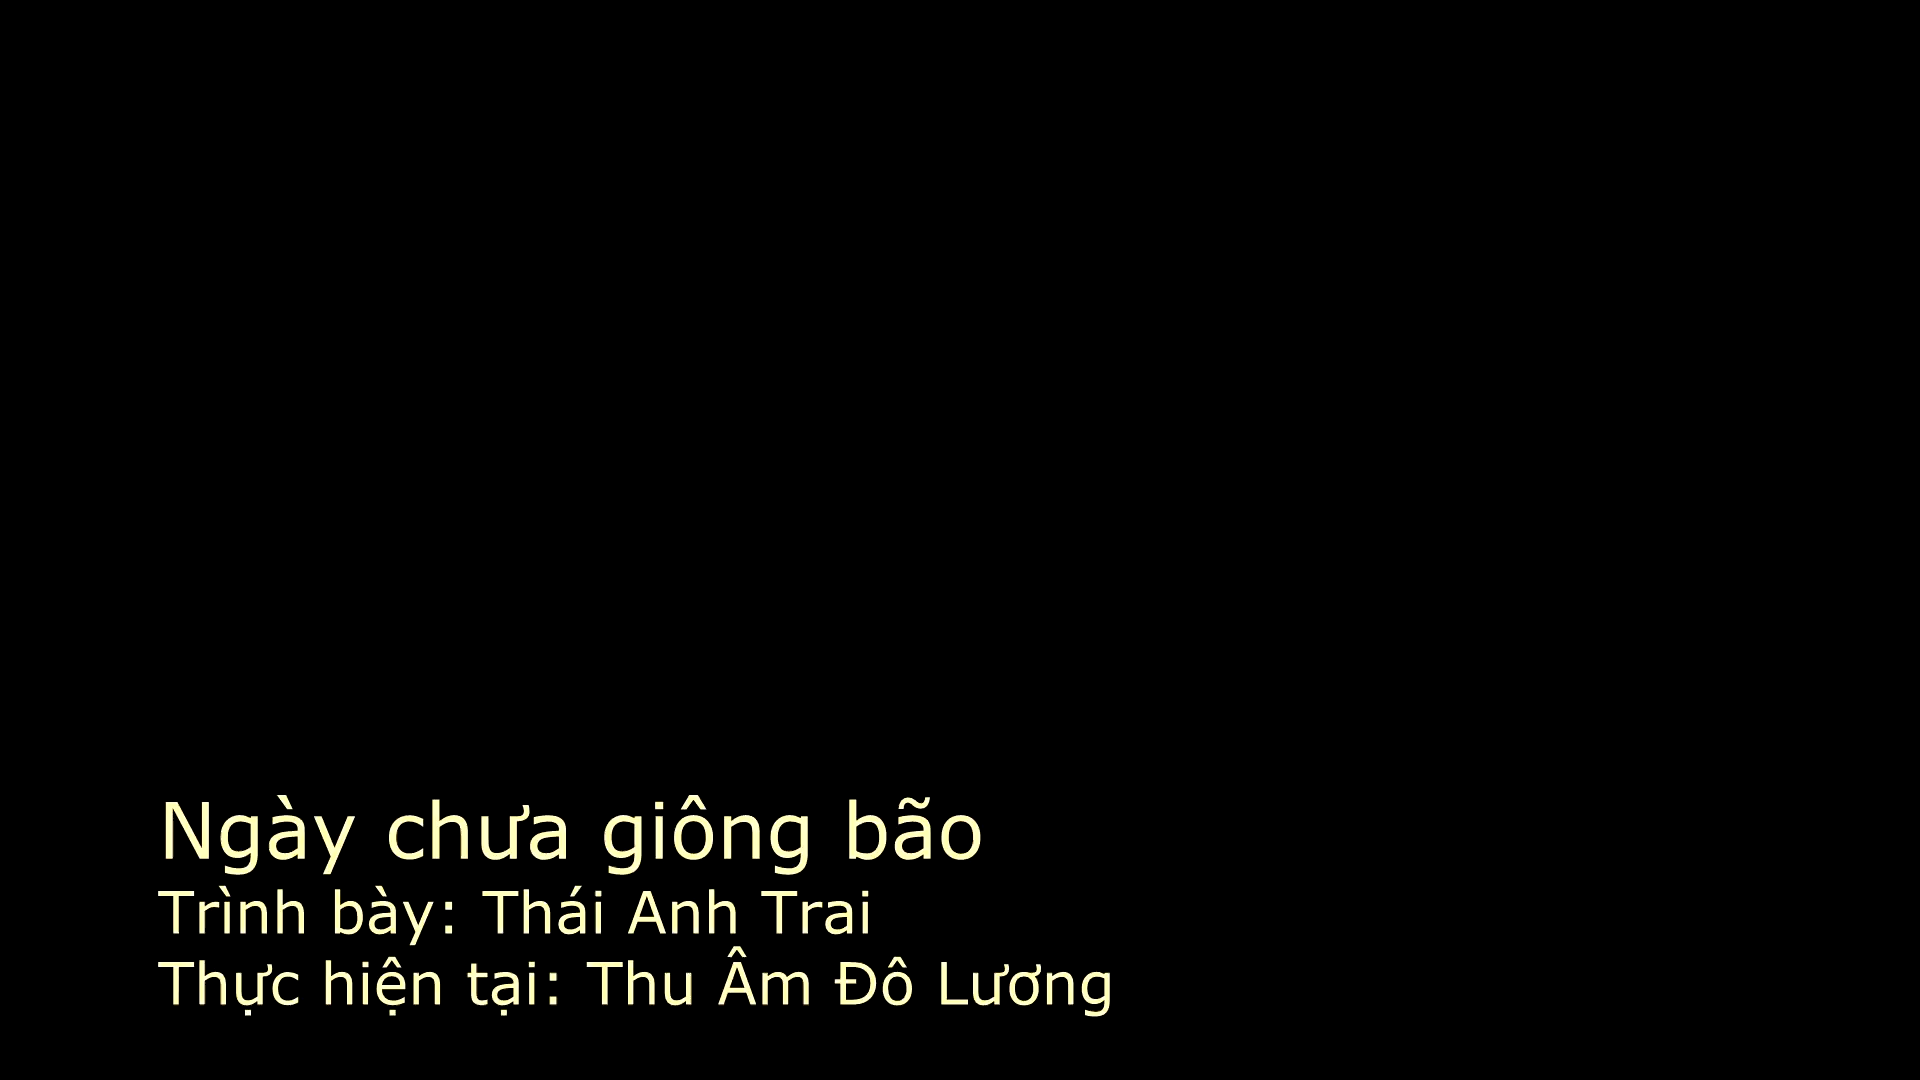 Ngày chưa giông bão
Trình bày: Thái Anh Trai
Thực hiện tại: Thu Âm Đô Lương